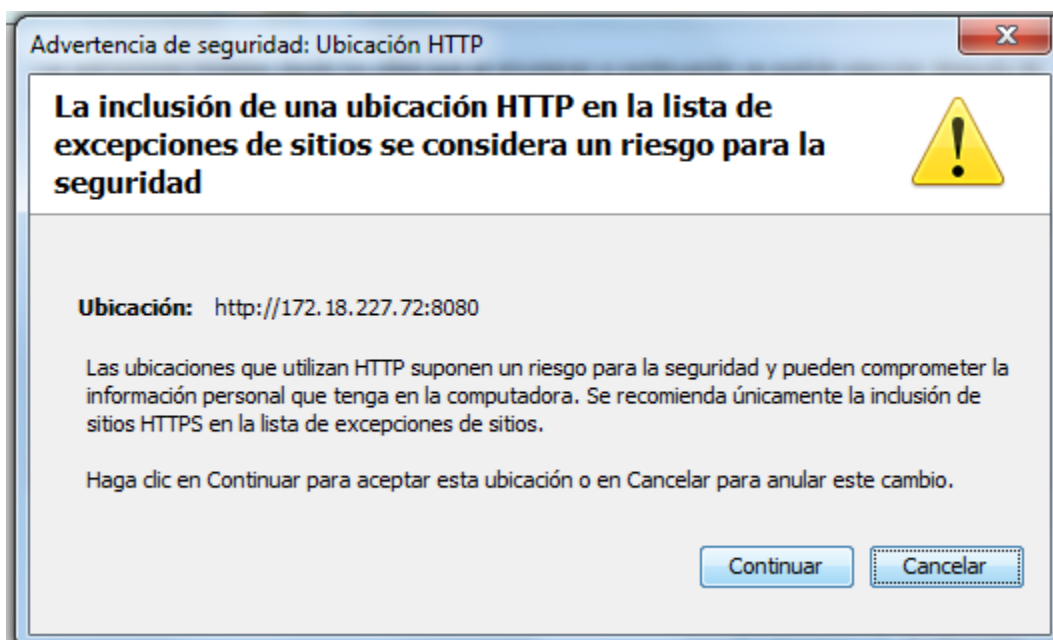 Advertencia de seguridad: Ubicación HTTP
La inclusión de una ubicación HTTP en la lista de
excepciones de sitios se considera un riesgo para la
seguridad
Ubicación: http://172.18.227.72:8080
Las ubicaciones que utilizan HTTP suponen un riesgo para la seguridad y pueden comprometer la
información personal que tenga en la computadora. Se recomienda únicamente la inclusión de
sitios HTTPS en la lista de excepciones de sitios.
Haga clic en Continuar para aceptar esta ubicación o en Cancelar para anular este cambio.
Continuar
Cancelar